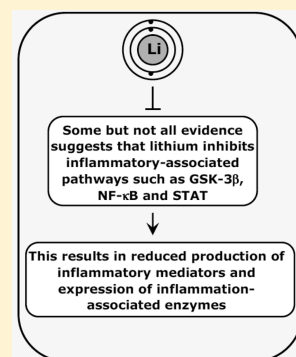 Li
Some but not all evidence
suggests that lithium inhibits
inflammatory-associated
pathways such as GSK-3β,
NF-κB and STAT
This results in reduced production of
inflammatory mediators and
expression of inflammation-
associated enzymes